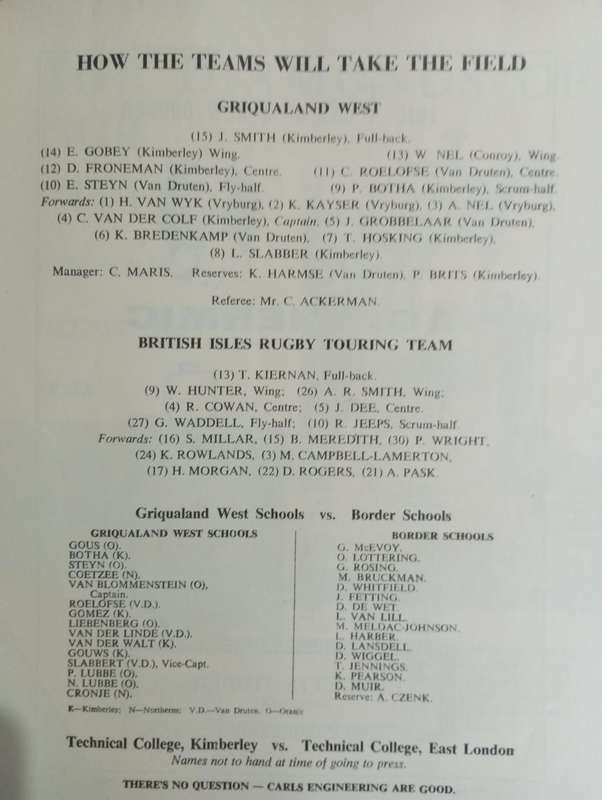 HOW THE TEAMS WILL TAKE THE FIELD
GRIQUALAND WEST
(15) J. SMITH (Kimberley), Full-back.
(14) E. GOBEY (Kimberley) Wing. (13) W NEL (Conroy), Wing.
(12) D. FRONEMAN (Kimberley), Centre. (11) C. ROELOFSE (Van Druten), Centre.
(10) E. STEYN (Van Druten), Fly-half. (9) P. BOTHA (Kimberley), Scrum-half.
Forwards: (1) H. VAN WYK (Vryburg), (2) K. KAYSER (Vryburg), (3) A. NEL (Vryburg),
(4) C. VAN DER COLF (Kimberley), Captain, (5) J. GROBBELAAR (Van Druten),
(6) K. BREDENKAMP (Van Druten), (7) T. HOSKING (Kimberley),
(8) L. SLABBER (Kimberley).
Manager: C. MARIS. Reserves: K. HARMSE (Van Druten), P. BRITS (Kimberley).
Referee: Mr. C. ACKERMAN.
BRITISH ISLES RUGBY TOURING TEAM
(13) T. KIERNAN, Full-back.
(9) W. HUNTER, Wing; (26) A. R. SMITH, Wing;
(4) R. COWAN, Centre; (5) J. DEE, Centre.
(27) G. WADDELL, Fly-half; (10) R. JEEPS, Scrum-half.
Forwards: (16) S. MILLAR, (15) B. MEREDITH, (30) P. WRIGHT,
(24) K. ROWLANDS, (3) M. CAMPBELL-LAMERTON,
(17) H. MORGAN, (22) D. ROGERS, (21) A. PASK.
Griqualand West Schools vs. Border Schools
GRIQUALAND WEST SCHOOLS
GOUS (O).
BOTHA (K).
STEYN (O).
COETZEE (N).
VAN BLOMMENSTEIN (O),
Captain.
ROELOFSE (V.D.).
GOMEZ (K).
LIEBENBERG (O).
VAN DER LINDE (V.D.).
VAN DER WALT (K).
GOUWS (K).
SLABBERT (V.D.), Vice-Capt.
P. LUBBE (O).
N. LUBBE (O).
CRONJE (N).
K—Kimberley; N—Northerns; V.D.—Van Druten. O—Oranje
BORDER SCHOOLS
G. McEVOY.
O. LOTTERING.
G. ROSING.
M. BRUCKMAN.
D. WHITFIELD.
J. FETTING.
D. DE WET.
L. VAN LILL.
M. MELDAC-JOHNSON.
L. HARBER.
D. LANSDELL.
D. WIGGEL.
T. JENNINGS.
K. PEARSON.
D. MUIR.
Reserve: A. CZENK.
Technical College, Kimberley vs. Technical College, East London
Names not to hand at time of going to press.
THERE'S NO QUESTION — CARLS ENGINEERING ARE GOOD.